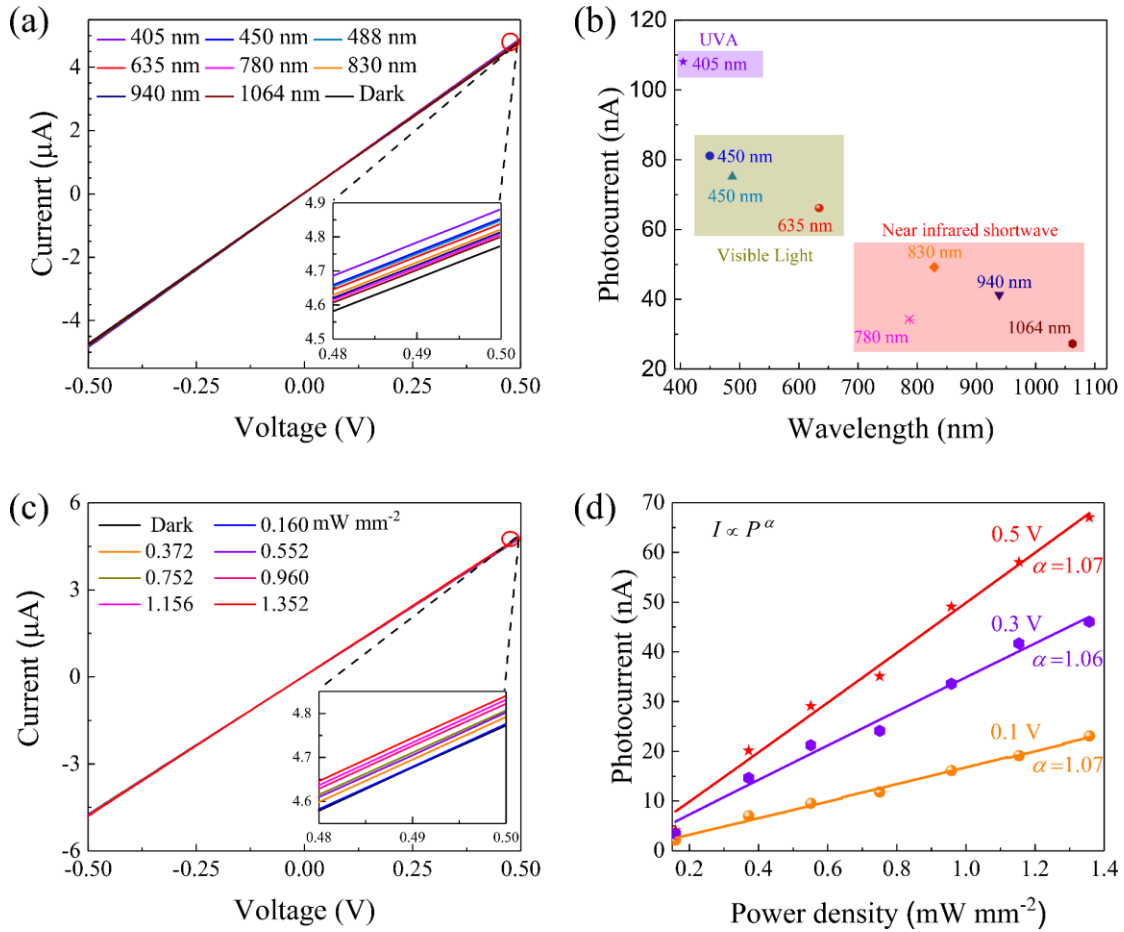 (a)
405 nm 450 nm 488 nm
635 nm 780 nm 830 nm
940 nm 1064 nm Dark
4
2
0
-2
-4
-0.50 -0.25 0.00 0.25 0.50
Currenrt (μA)
Voltage (V)
4.9
4.8
4.7
4.6
4.5
0.48 0.49 0.50
(b)
120
100
80
60
40
20
400 500 600 700 800 900 1000 1100
Photocurrent (nA)
Wavelength (nm)
UVA
405 nm
450 nm
450 nm
635 nm
Visible Light
Near infrared shortwave
830 nm
940 nm
780 nm
1064 nm
(c)
Dark 0.160 mW mm⁻²
0.372 0.552
0.752 0.960
1.156 1.352
6
3
0
-3
-6
-0.50 -0.25 0.00 0.25 0.50
Current (μA)
Voltage (V)
4.8
4.7
4.6
0.48 0.49 0.50
(d)
I ∝ P^α
70
60
50
40
30
20
10
0
0.2 0.4 0.6 0.8 1.0 1.2 1.4
Photocurrent (nA)
Power density (mW mm⁻²)
0.5 V
α=1.07
0.3 V
α=1.06
0.1 V
α=1.07